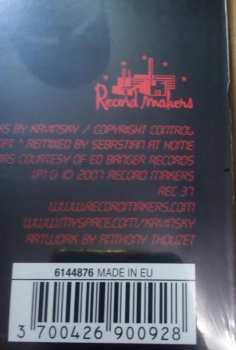 Record Makers
KS BY KAVINSKY / COPYRIGHT CONTROL
REMIXED BY SEBASTIAN AT HOME
COURTESY OF ED BANGER RECORDS
(P) & © 2007 RECORD MAKERS
REC 37
WWW.RECORDMAKERS.COM
WWW.MYSPACE.COM/KAVINSKY
ARTWORK BY ANTHONY THOUZET
6144876 MADE IN EU
3 700426 900928